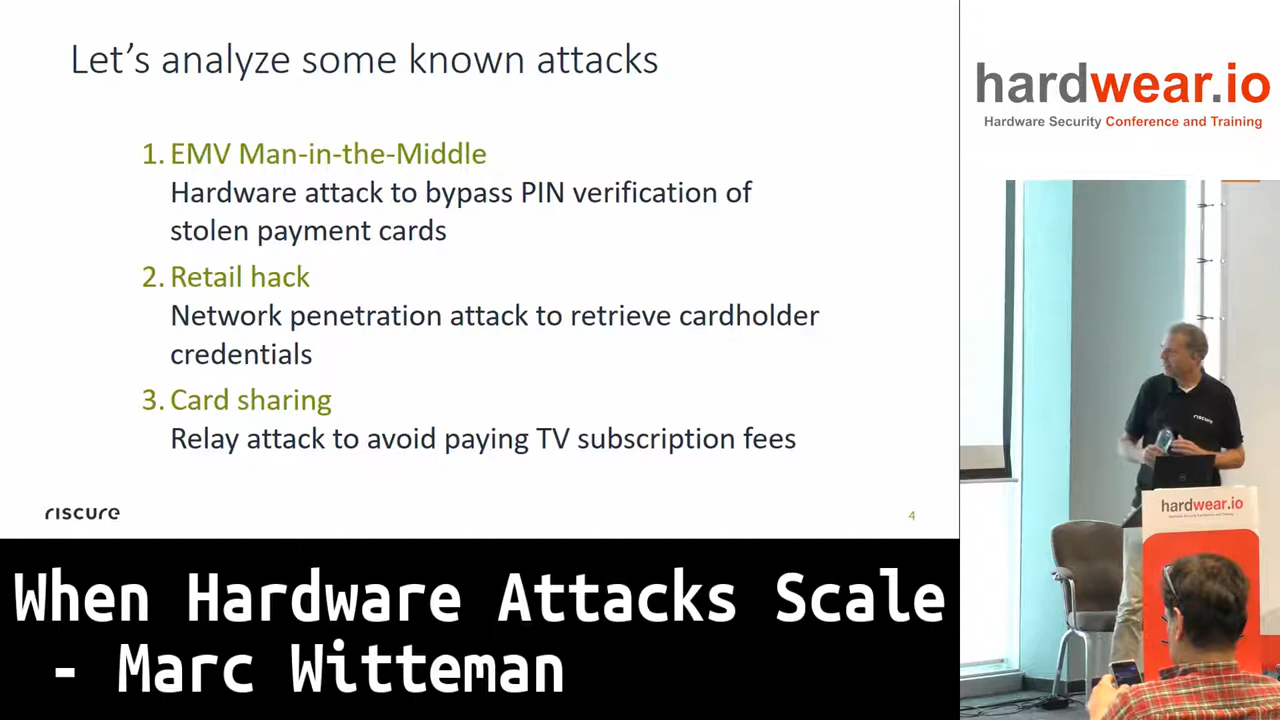 Let's analyze some known attacks
1. EMV Man-in-the-Middle
Hardware attack to bypass PIN verification of
stolen payment cards
2. Retail hack
Network penetration attack to retrieve cardholder
credentials
3. Card sharing
Relay attack to avoid paying TV subscription fees
riscure
4
When Hardware Attacks Scale
- Marc Witteman
hardwear.io
Hardware Security Conference and Training
riscure
hardwear.io